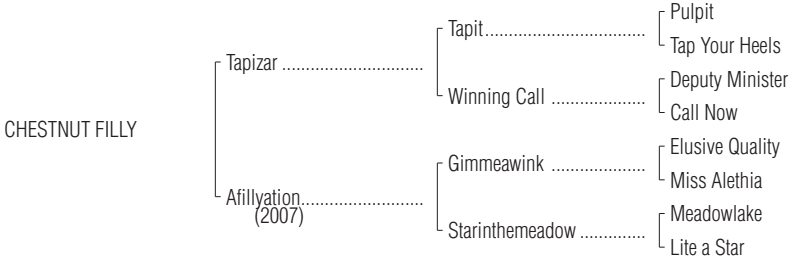 Pulpit
Tapit................................
Tap Your Heels
Tapizar ............................
Deputy Minister
Winning Call ...................
Call Now
CHESTNUT FILLY
Elusive Quality
Gimmeawink ...................
Miss Alethia
Afillyation........................
(2007)
Meadowlake
Starinthemeadow ..............
Lite a Star